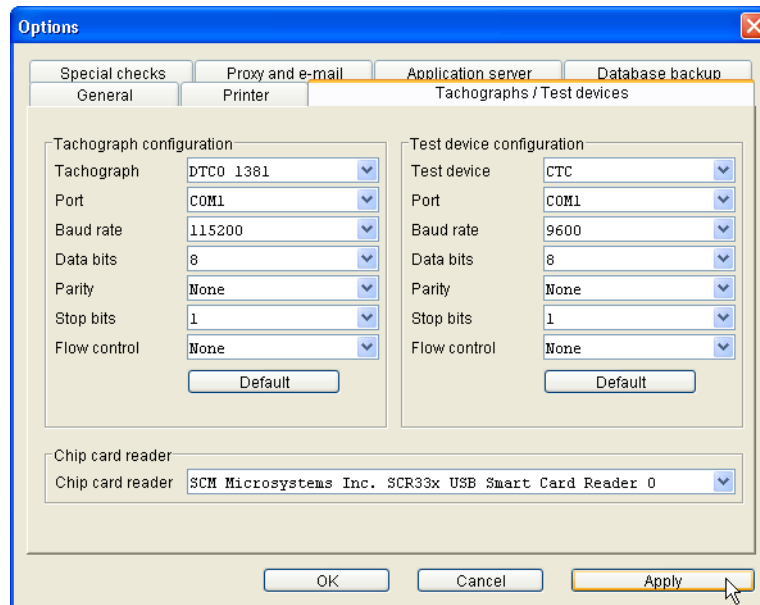 Options
Special checks Proxy and e-mail Application server Database backup
General Printer Tachographs / Test devices
Tachograph configuration
Tachograph DTCO 1381
Port COM1
Baud rate 115200
Data bits 8
Parity None
Stop bits 1
Flow control None
Default
Test device configuration
Test device CTC
Port COM1
Baud rate 9600
Data bits 8
Parity None
Stop bits 1
Flow control None
Default
Chip card reader
Chip card reader SCM Microsystems Inc. SCR33x USB Smart Card Reader 0
OK Cancel Apply